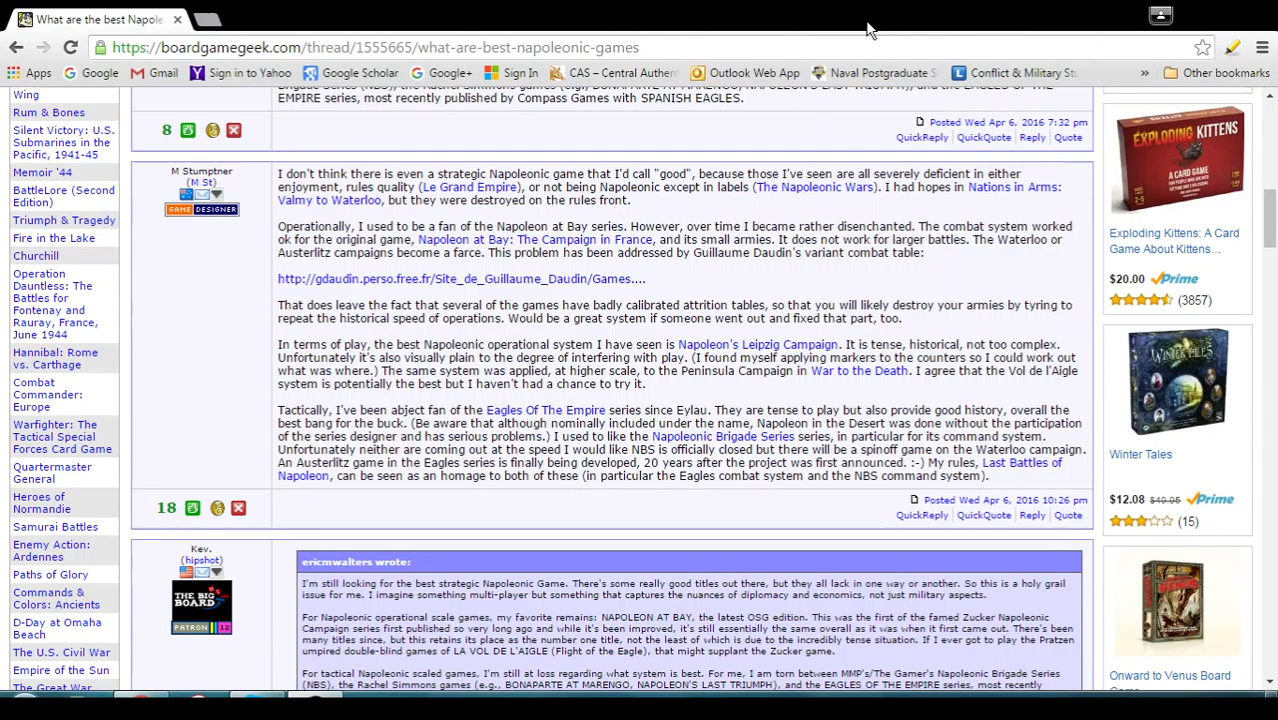 What are the best Napole
https://boardgamegeek.com/thread/1555665/what-are-best-napoleonic-games
Apps Google Gmail Sign in to Yahoo Google Scholar Google+ Sign In CAS – Central Authen Outlook Web App Naval Postgraduate S Conflict & Military St » Other bookmarks
Wing
Rum & Bones
Silent Victory: U.S.
Submarines in the
Pacific, 1941-45
Memoir '44
BattleLore (Second
Edition)
Triumph & Tragedy
Fire in the Lake
Churchill
Operation
Dauntless: The
Battles for
Fontenay and
Rauray, France,
June 1944
Hannibal: Rome
vs. Carthage
Combat
Commander:
Europe
Warfighter: The
Tactical Special
Forces Card Game
Quartermaster
General
Heroes of
Normandie
Samurai Battles
Enemy Action:
Ardennes
Paths of Glory
Commands &
Colors: Ancients
D-Day at Omaha
Beach
The U.S. Civil War
Empire of the Sun
The Great War
EMPIRE series, most recently published by Compass Games with SPANISH EAGLES.
8
Posted Wed Apr 6, 2016 7:32 pm
QuickReply QuickQuote Reply Quote
M Stumptner
(M St)
GAME DESIGNER
I don't think there is even a strategic Napoleonic game that I'd call "good", because those I've seen are all severely deficient in either
enjoyment, rules quality (Le Grand Empire), or not being Napoleonic except in labels (The Napoleonic Wars). I had hopes in Nations in Arms:
Valmy to Waterloo, but they were destroyed on the rules front.
Operationally, I used to be a fan of the Napoleon at Bay series. However, over time I became rather disenchanted. The combat system worked
ok for the original game, Napoleon at Bay: The Campaign in France, and its small armies. It does not work for larger battles. The Waterloo or
Austerlitz campaigns become a farce. This problem has been addressed by Guillaume Daudin's variant combat table:
http://gdaudin.perso.free.fr/Site_de_Guillaume_Daudin/Games....
That does leave the fact that several of the games have badly calibrated attrition tables, so that you will likely destroy your armies by tyring to
repeat the historical speed of operations. Would be a great system if someone went out and fixed that part, too.
In terms of play, the best Napoleonic operational system I have seen is Napoleon's Leipzig Campaign. It is tense, historical, not too complex.
Unfortunately it's also visually plain to the degree of interfering with play. (I found myself applying markers to the counters so I could work out
what was where.) The same system was applied, at higher scale, to the Peninsula Campaign in War to the Death. I agree that the Vol de l'Aigle
system is potentially the best but I haven't had a chance to try it.
Tactically, I've been abject fan of the Eagles Of The Empire series since Eylau. They are tense to play but also provide good history, overall the
best bang for the buck. (Be aware that although nominally included under the name, Napoleon in the Desert was done without the participation
of the series designer and has serious problems.) I used to like the Napoleonic Brigade Series series, in particular for its command system.
Unfortunately neither are coming out at the speed I would like NBS is officially closed but there will be a spinoff game on the Waterloo campaign.
An Austerlitz game in the Eagles series is finally being developed, 20 years after the project was first announced. :-) My rules, Last Battles of
Napoleon, can be seen as an homage to both of these (in particular the Eagles combat system and the NBS command system).
18
Posted Wed Apr 6, 2016 10:26 pm
QuickReply QuickQuote Reply Quote
Kev.
(hipshot)
THE BIG
BOARD
PATRON 12
ericmwalters wrote:
I'm still looking for the best strategic Napoleonic Game. There's some really good titles out there, but they all lack in one way or another. So this is a holy grail
issue for me. I imagine something multi-player but something that captures the nuances of diplomacy and economics, not just military aspects.
For Napoleonic operational scale games, my favorite remains: NAPOLEON AT BAY, the latest OSG edition. This was the first of the famed Zucker Napoleonic
Campaign series first published so very long ago and while it's been improved, it's still essentially the same overall as it was when it first came out. There's been
many titles since, but this retains its place as the number one title, not the least of which is due to the incredibly tense situation. If I ever got to play the Pratzen
umpired double-blind games of LA VOL DE L'AIGLE (Flight of the Eagle), that might supplant the Zucker game.
For tactical Napoleonic scaled games, I'm still at loss regarding what system is best. For me, I am torn between MMP's/The Gamer's Napoleonic Brigade Series
(NBS), the Rachel Simmons games (e.g., BONAPARTE AT MARENGO, NAPOLEON'S LAST TRIUMPH), and the EAGLES OF THE EMPIRE series, most recently
EXPLODING
KITTENS
A CARD
GAME
Exploding Kittens: A Card
Game About Kittens…
$20.00 Prime
(3857)
WINTER TALES
Winter Tales
$12.08 $40.95 Prime
(15)
Onward to Venus Board